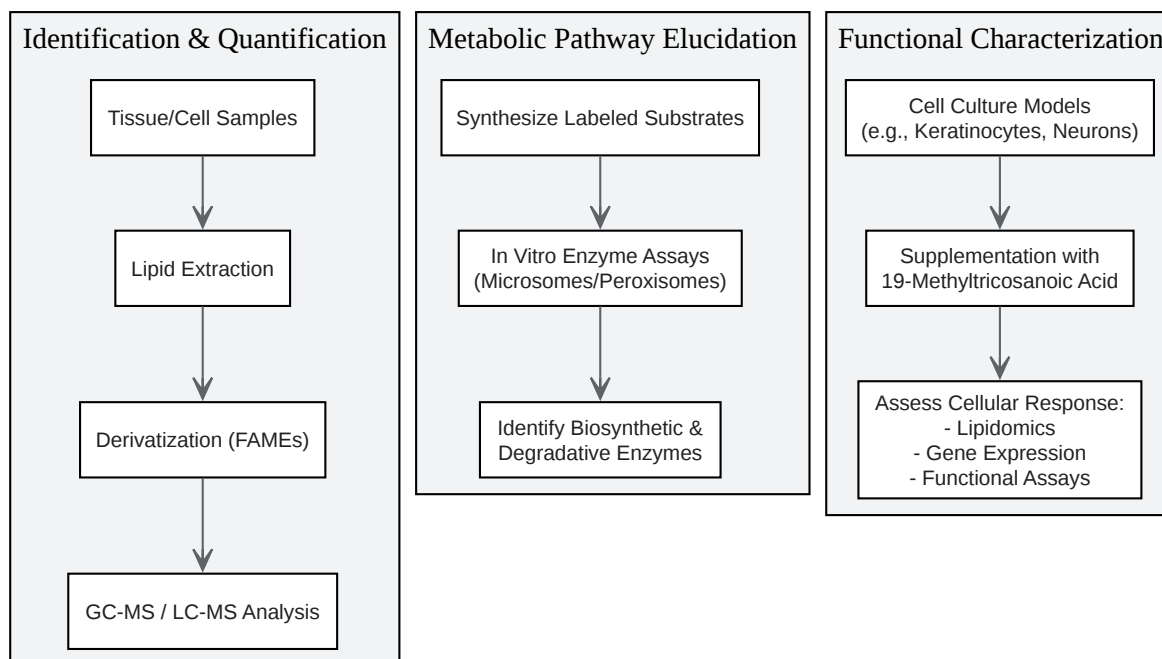 Identification & Quantification
Tissue/Cell Samples
Lipid Extraction
Derivatization (FAMEs)
GC-MS / LC-MS Analysis
Metabolic Pathway Elucidation
Synthesize Labeled Substrates
In Vitro Enzyme Assays
(Microsomes/Peroxisomes)
Identify Biosynthetic &
Degradative Enzymes
Functional Characterization
Cell Culture Models
(e.g., Keratinocytes, Neurons)
Supplementation with
19-Methyltricosanoic Acid
Assess Cellular Response:
- Lipidomics
- Gene Expression
- Functional Assays